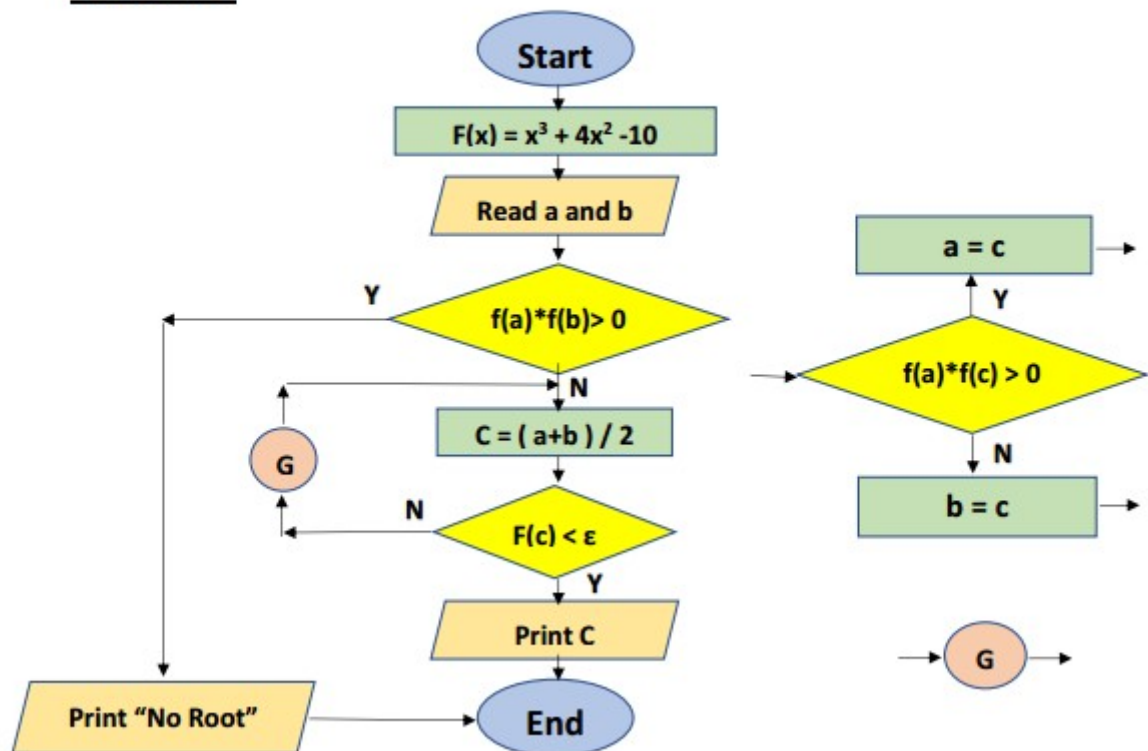 Start
F(x) = x³ + 4x² -10
Read a and b
Y
f(a)*f(b)> 0
N
C = ( a+b ) / 2
G
N
F(c) < ε
Y
Print C
Print “No Root”
End
a = c
Y
f(a)*f(c) > 0
N
b = c
G